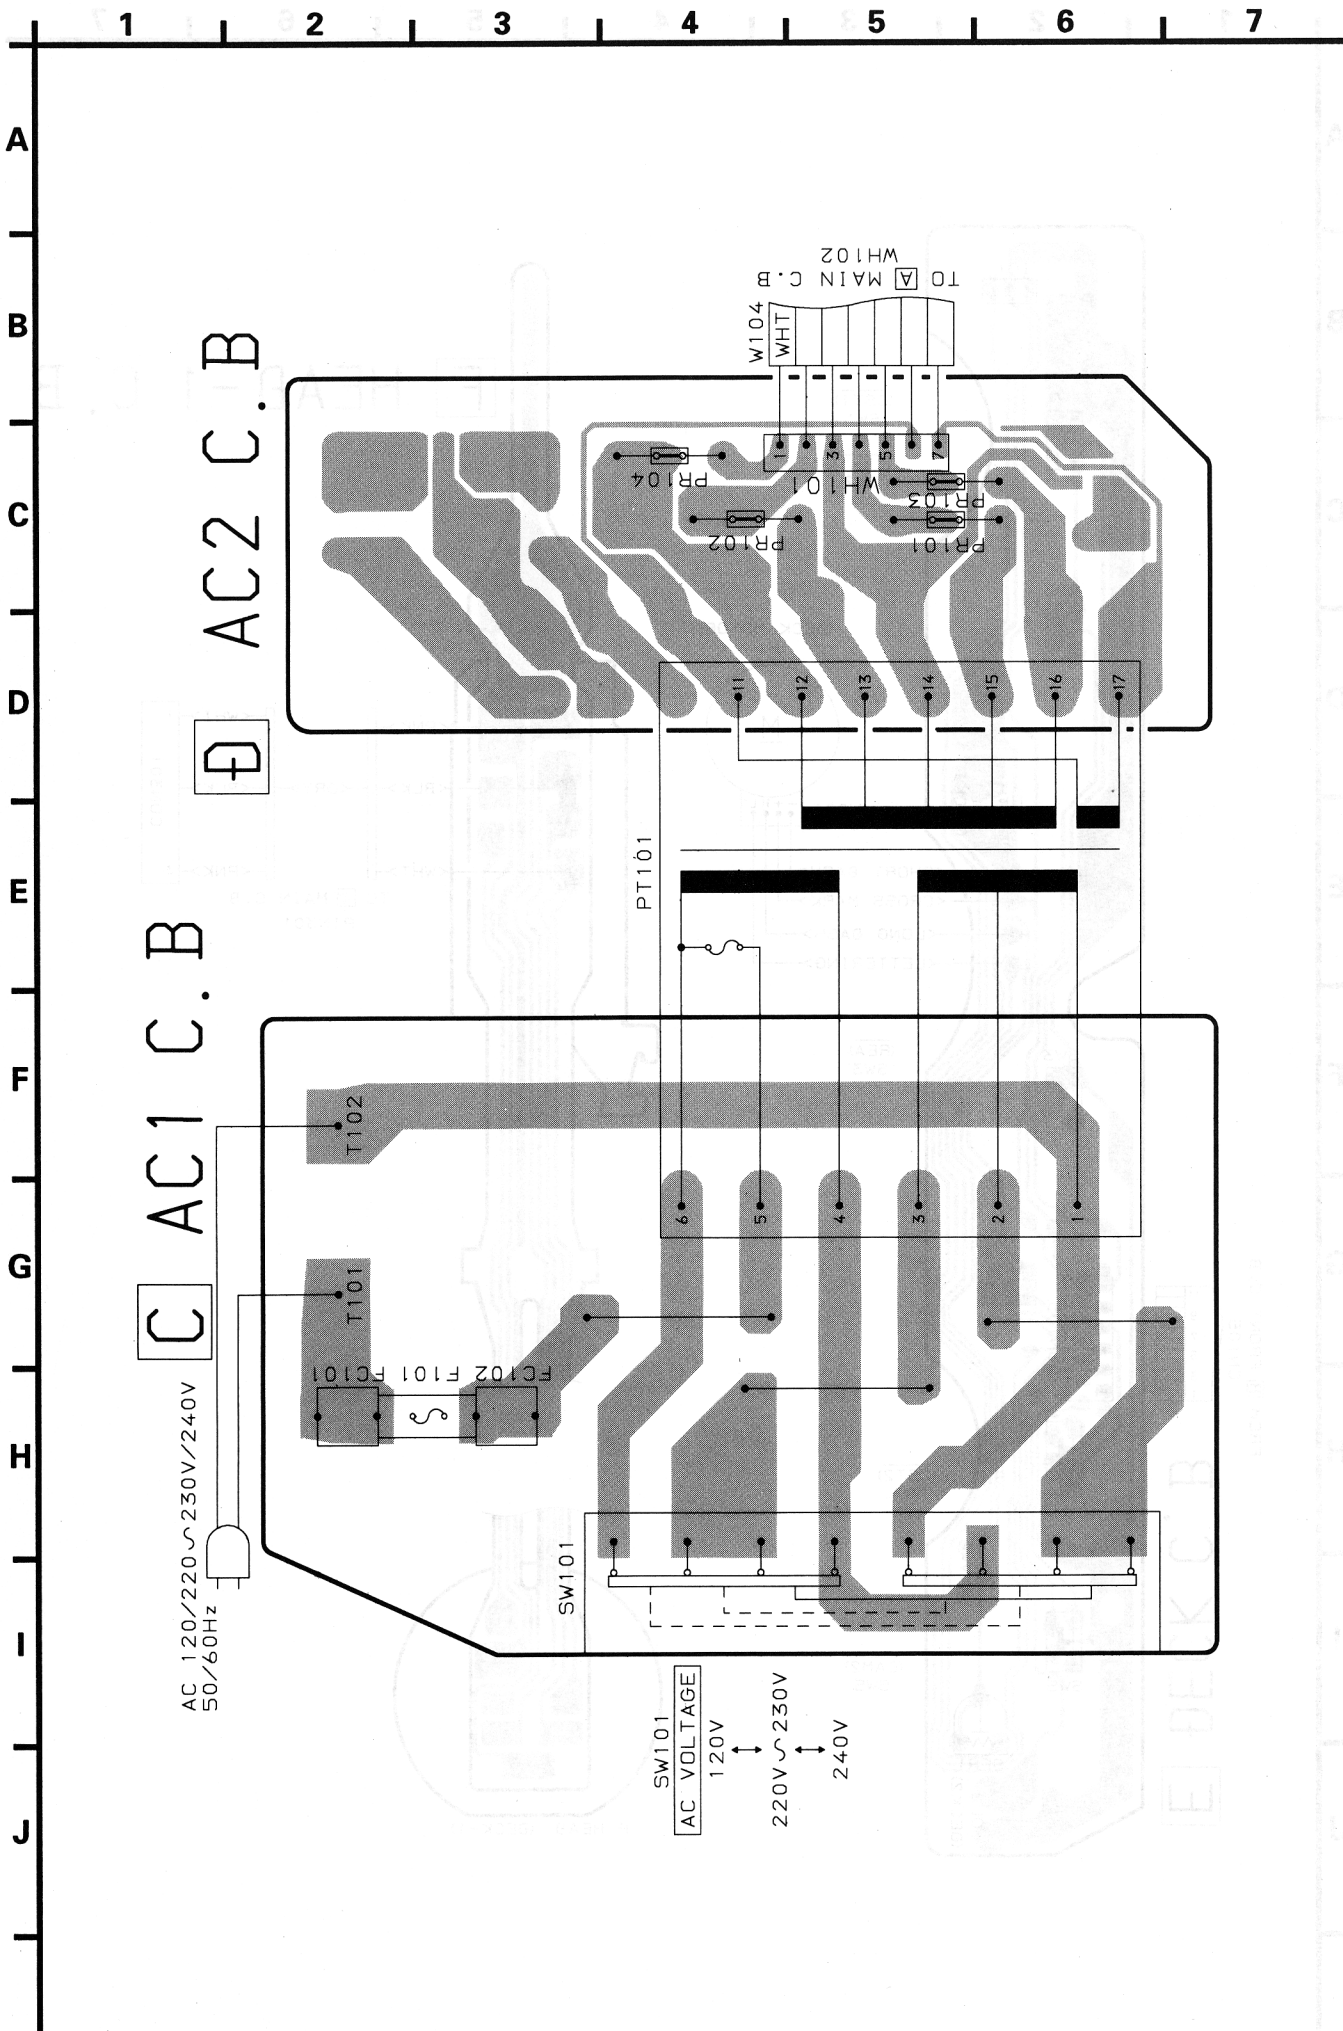 1 2 3 4 5 6 7
A
B
C
D
E
F
G
H
I
J
D AC2 C.B
TO A MAIN C.B
WH102
W104
WHT
1 3 5 7
WH101
PR104
PR102
PR103
PR101
11 12 13 14 15 16 17
PT101
C AC1 C.B
T102
6 5 4 3 2 1
T101
FC101 F101 FC102
AC 120/220∿230V/240V
50/60Hz
SW101
SW101
AC VOLTAGE
120V
↔
220V∿230V
↔
240V